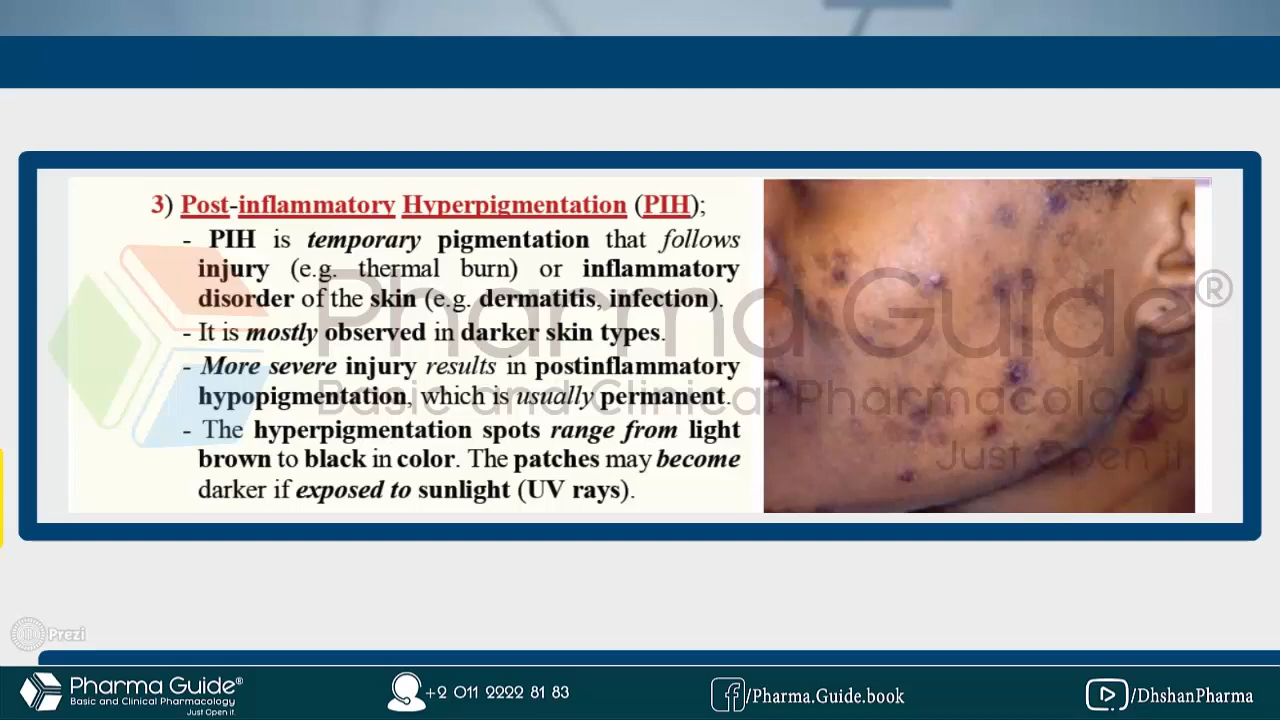 3) Post-inflammatory Hyperpigmentation (PIH);
- PIH is temporary pigmentation that follows
injury (e.g. thermal burn) or inflammatory
disorder of the skin (e.g. dermatitis, infection).
- It is mostly observed in darker skin types.
- More severe injury results in postinflammatory
hypopigmentation, which is usually permanent.
- The hyperpigmentation spots range from light
brown to black in color. The patches may become
darker if exposed to sunlight (UV rays).
Pharma Guide®
Basic and Clinical Pharmacology
Just Open it
Prezi
Pharma Guide®
Basic and Clinical Pharmacology
Just Open it.
+2 011 2222 81 83
/Pharma.Guide.book
/DhshanPharma